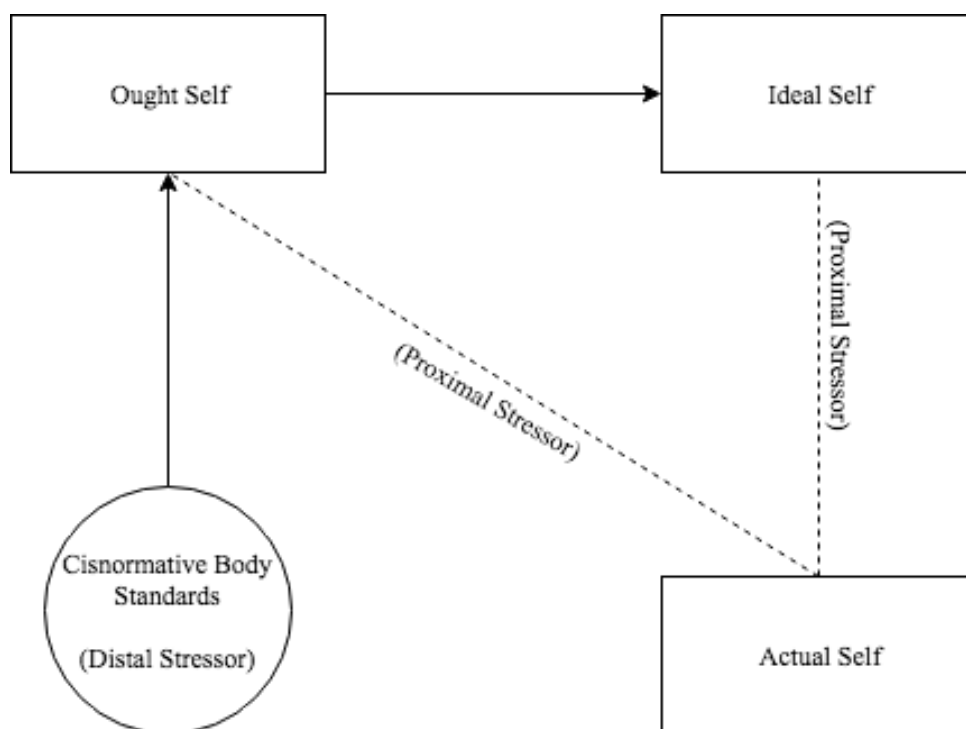 Ought Self
Ideal Self
(Proximal Stressor)
(Proximal Stressor)
Cisnormative Body
Standards
(Distal Stressor)
Actual Self